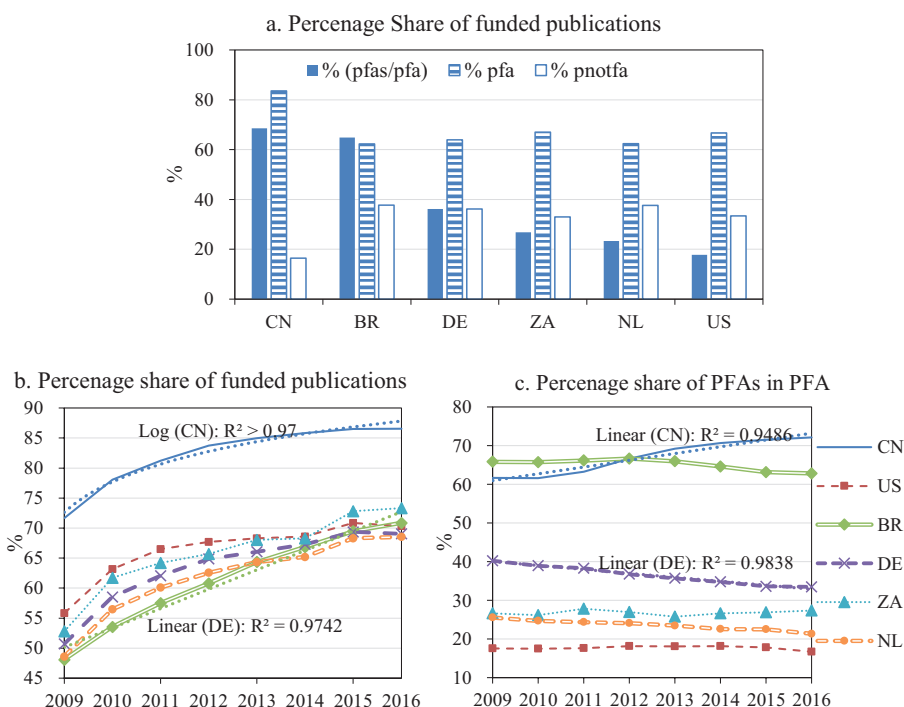 a. Percenage Share of funded publications
100
80
60
40
20
0
%
% (pfas/pfa) % pfa % pnotfa
CN BR DE ZA NL US
b. Percenage share of funded publications
90
85
80
75
70
65
60
55
50
45
%
Log (CN): R² > 0.97
Linear (DE): R² = 0.9742
2009 2010 2011 2012 2013 2014 2015 2016
c. Percenage share of PFAs in PFA
80
70
60
50
40
30
20
10
%
Linear (CN): R² = 0.9486
Linear (DE): R² = 0.9838
2009 2010 2011 2012 2013 2014 2015 2016
CN
US
BR
DE
ZA
NL